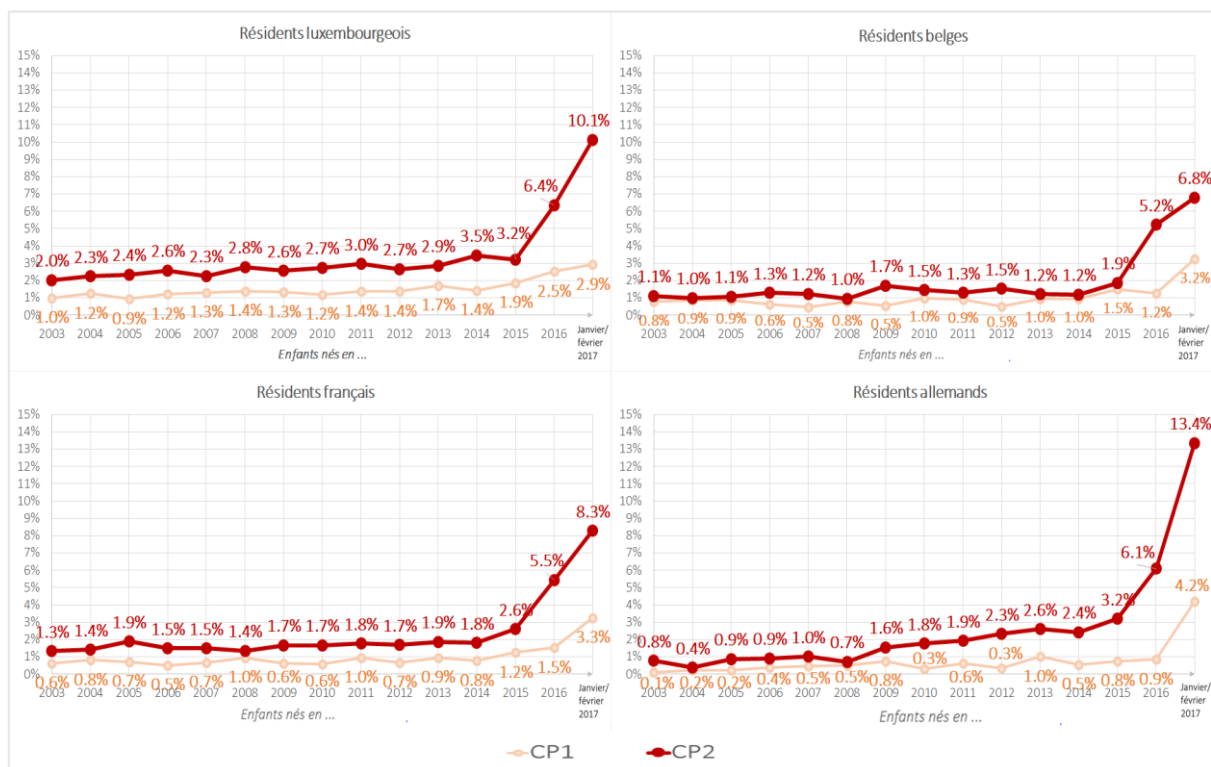 Résidents luxembourgeois
15%
14%
13%
12%
11%
10%
9%
8%
7%
6%
5%
4%
3%
2%
1%
0%
2.0% 2.3% 2.4% 2.6% 2.3% 2.8% 2.6% 2.7% 3.0% 2.7% 2.9% 3.5% 3.2% 6.4% 10.1%
1.0% 1.2% 0.9% 1.2% 1.3% 1.4% 1.3% 1.2% 1.4% 1.4% 1.7% 1.4% 1.9% 2.5% 2.9%
2003 2004 2005 2006 2007 2008 2009 2010 2011 2012 2013 2014 2015 2016 Janvier/
février
2017
Enfants nés en ...
Résidents belges
15%
14%
13%
12%
11%
10%
9%
8%
7%
6%
5%
4%
3%
2%
1%
0%
1.1% 1.0% 1.1% 1.3% 1.2% 1.0% 1.7% 1.5% 1.3% 1.5% 1.2% 1.2% 1.9% 5.2% 6.8%
0.8% 0.9% 0.9% 0.6% 0.5% 0.8% 0.5% 1.0% 0.9% 0.5% 0.9% 1.0% 1.5% 1.2% 3.2%
2003 2004 2005 2006 2007 2008 2009 2010 2011 2012 2013 2014 2015 2016 Janvier/
février
2017
Enfants nés en ...
Résidents français
15%
14%
13%
12%
11%
10%
9%
8%
7%
6%
5%
4%
3%
2%
1%
0%
1.3% 1.4% 1.9% 1.5% 1.5% 1.4% 1.7% 1.7% 1.8% 1.7% 1.9% 1.8% 2.6% 5.5% 8.3%
0.6% 0.8% 0.7% 0.5% 0.7% 1.0% 0.6% 0.6% 1.0% 0.7% 0.9% 0.8% 1.2% 1.5% 3.3%
2003 2004 2005 2006 2007 2008 2009 2010 2011 2012 2013 2014 2015 2016 Janvier/
février
2017
Enfants nés en ...
Résidents allemands
15%
14%
13%
12%
11%
10%
9%
8%
7%
6%
5%
4%
3%
2%
1%
0%
0.8% 0.4% 0.9% 0.9% 1.0% 0.7% 1.6% 1.8% 1.9% 2.3% 2.6% 2.4% 3.2% 6.1% 13.4%
0.1% 0.2% 0.2% 0.4% 0.5% 0.5% 0.8% 0.3% 0.6% 0.3% 1.0% 0.5% 0.8% 0.9% 4.2%
2003 2004 2005 2006 2007 2008 2009 2010 2011 2012 2013 2014 2015 2016 Janvier/
février
2017
Enfants nés en ...
CP1 CP2